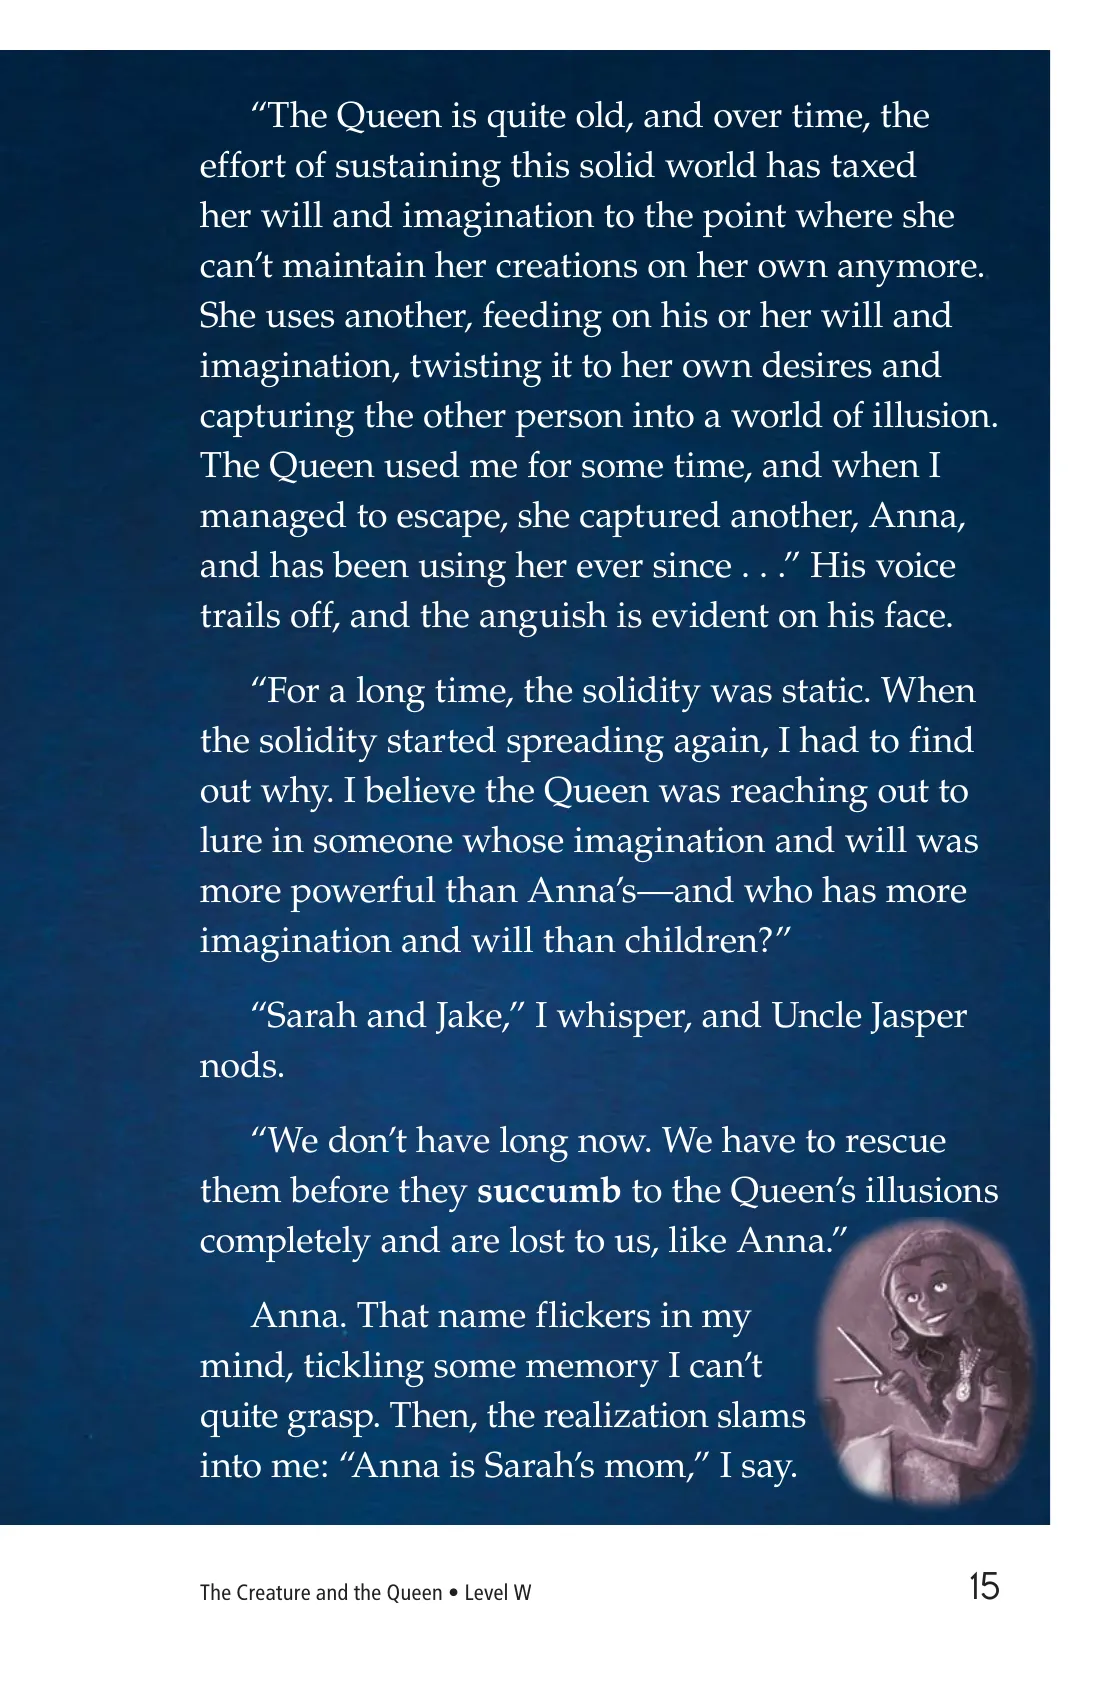 “The Queen is quite old, and over time, the
effort of sustaining this solid world has taxed
her will and imagination to the point where she
can’t maintain her creations on her own anymore.
She uses another, feeding on his or her will and
imagination, twisting it to her own desires and
capturing the other person into a world of illusion.
The Queen used me for some time, and when I
managed to escape, she captured another, Anna,
and has been using her ever since . . .” His voice
trails off, and the anguish is evident on his face.
“For a long time, the solidity was static. When
the solidity started spreading again, I had to find
out why. I believe the Queen was reaching out to
lure in someone whose imagination and will was
more powerful than Anna’s—and who has more
imagination and will than children?”
“Sarah and Jake,” I whisper, and Uncle Jasper
nods.
“We don’t have long now. We have to rescue
them before they succumb to the Queen’s illusions
completely and are lost to us, like Anna.”
Anna. That name flickers in my
mind, tickling some memory I can’t
quite grasp. Then, the realization slams
into me: “Anna is Sarah’s mom,” I say.
The Creature and the Queen • Level W
15